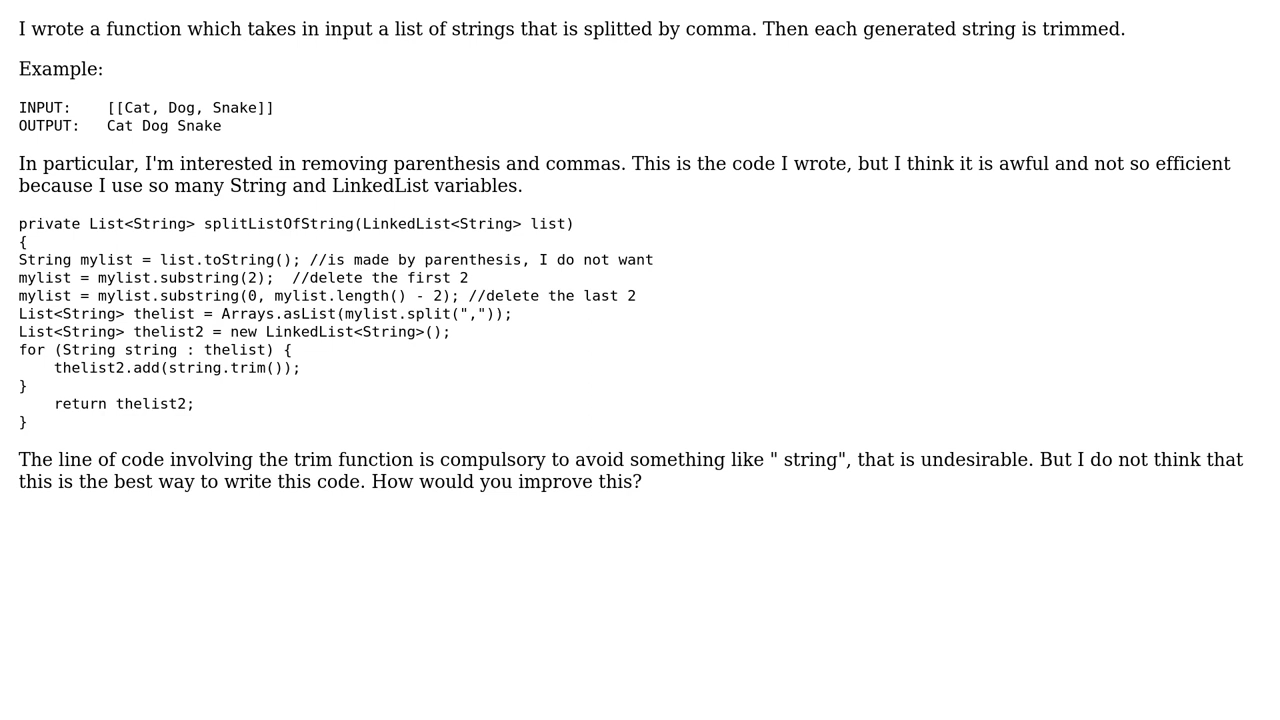 I wrote a function which takes in input a list of strings that is splitted by comma. Then each generated string is trimmed.
Example:
INPUT:    [[Cat, Dog, Snake]]
OUTPUT:   Cat Dog Snake
In particular, I'm interested in removing parenthesis and commas. This is the code I wrote, but I think it is awful and not so efficient
because I use so many String and LinkedList variables.
private List<String> splitListOfString(LinkedList<String> list)
{
String mylist = list.toString(); //is made by parenthesis, I do not want
mylist = mylist.substring(2);  //delete the first 2
mylist = mylist.substring(0, mylist.length() - 2); //delete the last 2
List<String> thelist = Arrays.asList(mylist.split(","));
List<String> thelist2 = new LinkedList<String>();
for (String string : thelist) {
    thelist2.add(string.trim());
}
    return thelist2;
}
The line of code involving the trim function is compulsory to avoid something like " string", that is undesirable. But I do not think that
this is the best way to write this code. How would you improve this?